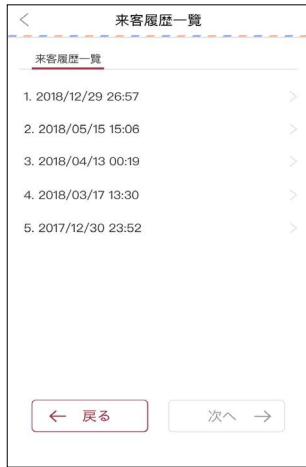 来客履歴一覧
来客履歴一覧
1. 2018/12/29 26:57
2. 2018/05/15 15:06
3. 2018/04/13 00:19
4. 2018/03/17 13:30
5. 2017/12/30 23:52
← 戻る
次へ →